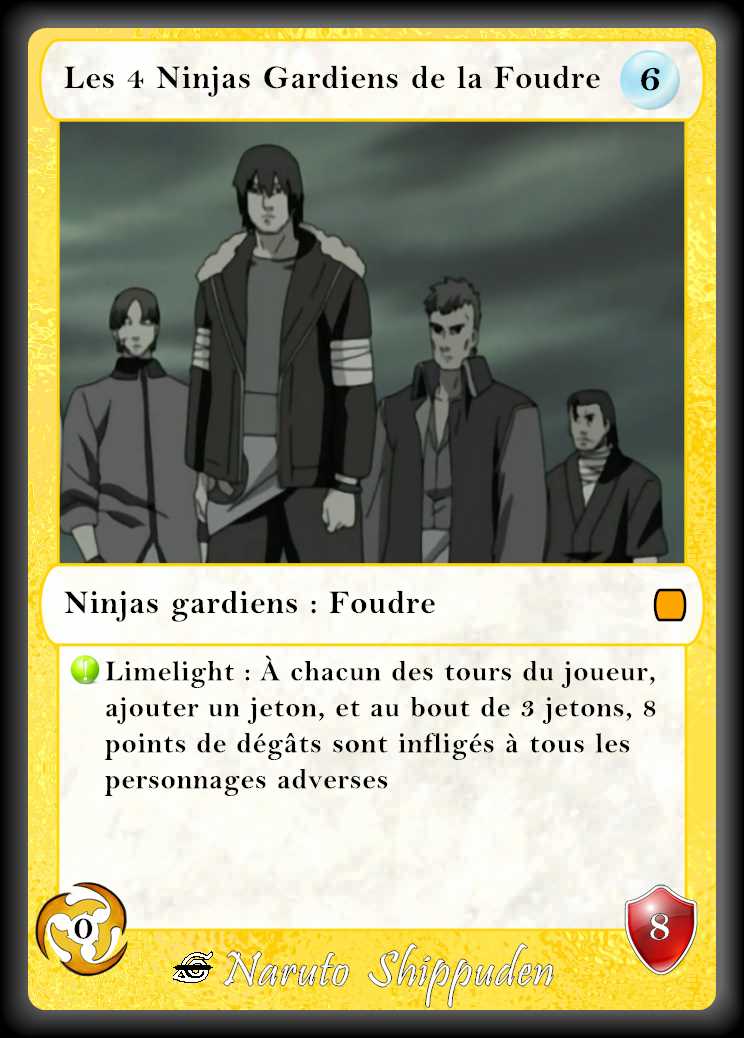 Les 4 Ninjas Gardiens de la Foudre 6
Ninjas gardiens : Foudre
Limelight : À chacun des tours du joueur,
ajouter un jeton, et au bout de 3 jetons, 8
points de dégâts sont infligés à tous les
personnages adverses
0
8
Naruto Shippuden